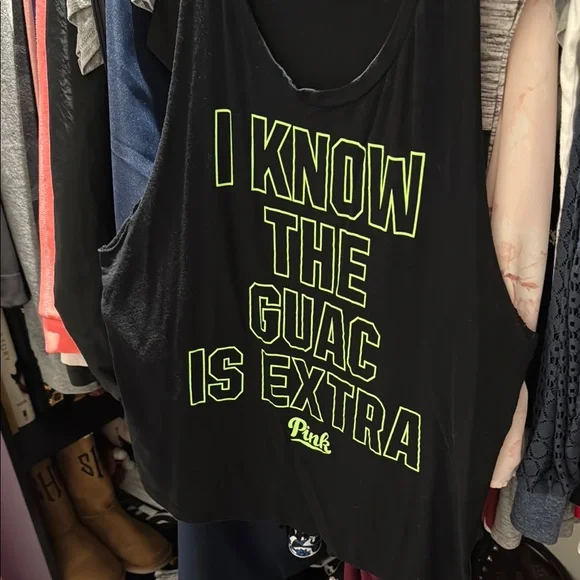 I KNOW
THE
GUAC
IS EXTRA
Pink